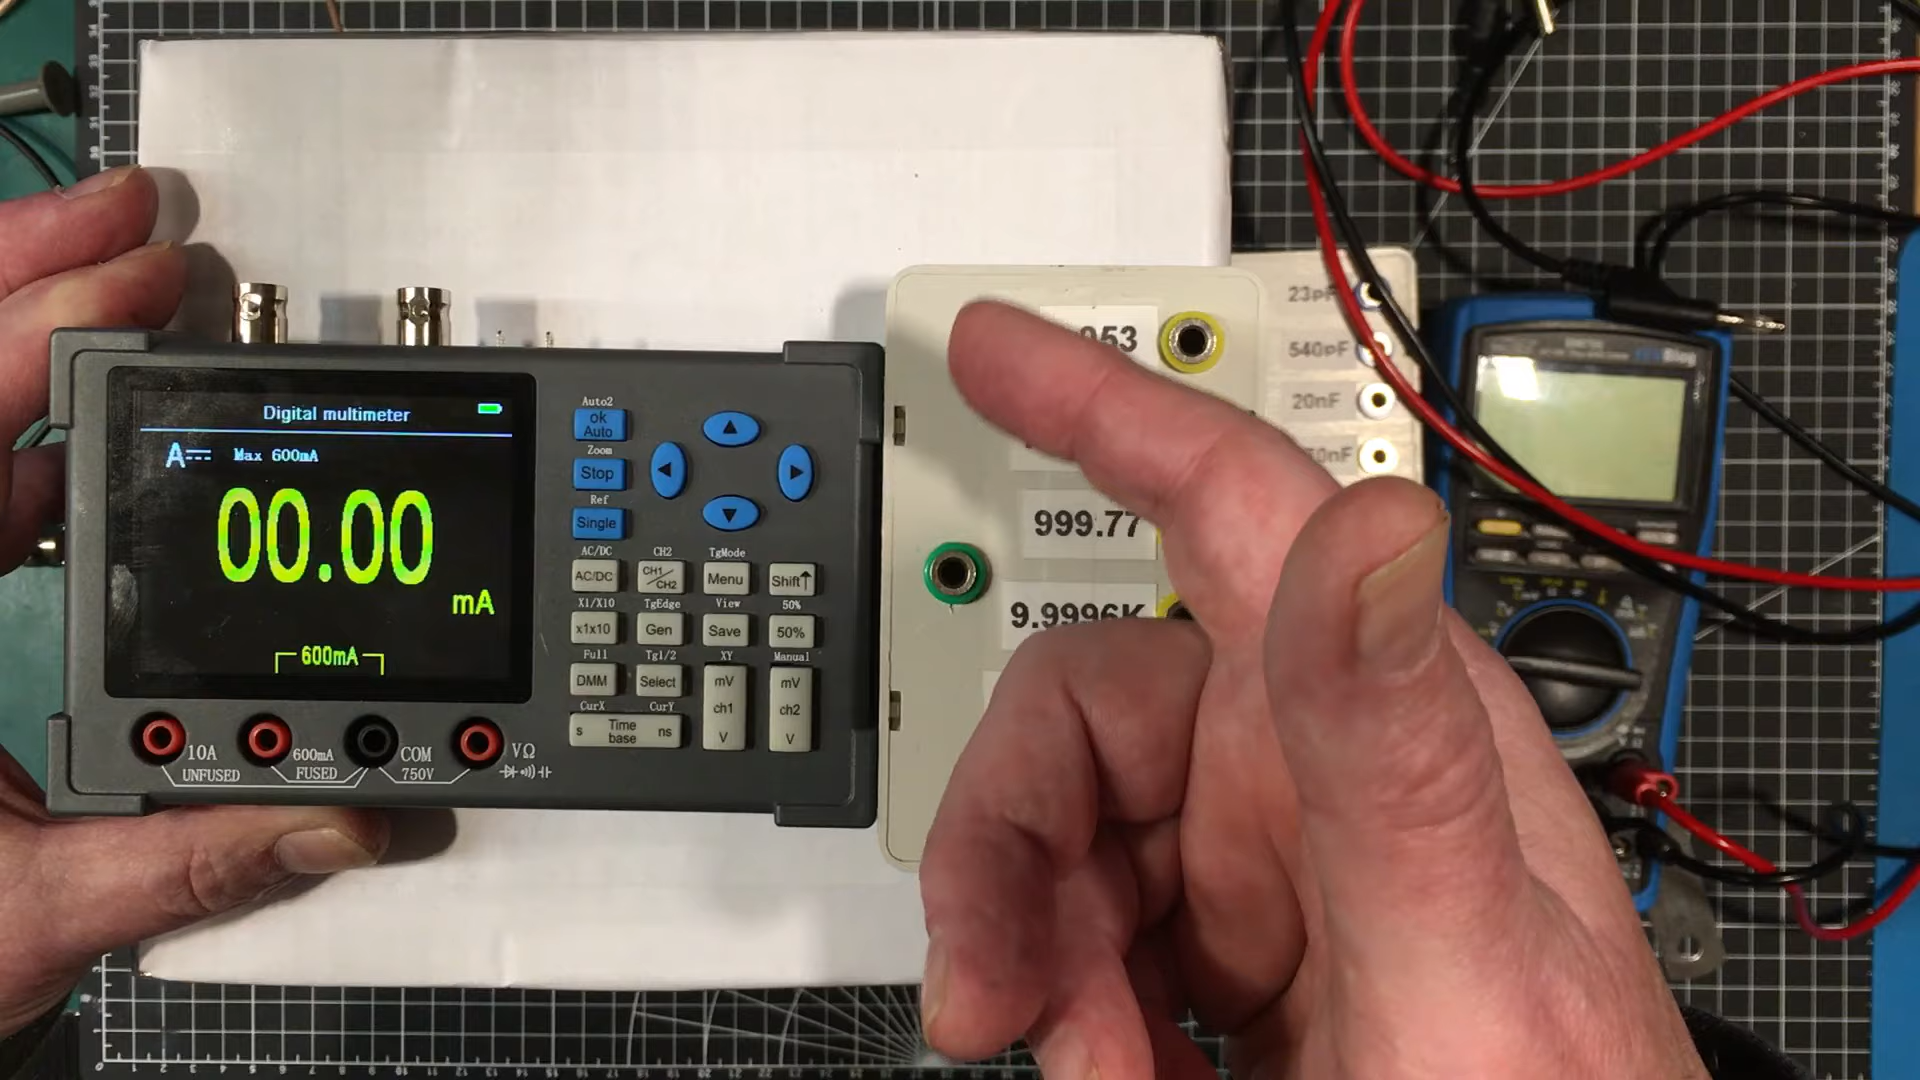 Digital multimeter
A
Max 600mA
00.00
mA
600mA
10A
UNFUSED
600mA
FUSED
COM
750V
VΩ
Auto2
ok
Auto
Zoom
Stop
Ref
Single
AC/DC
CH2
TgMode
AC/DC
CH1/CH2
Menu
Shift↑
X1/X10
TgEdge
View
50%
x1x10
Gen
Save
50%
Full
Tg1/2
XY
Manual
DMM
Select
mV
ch1
V
mV
ch2
V
CurX
CurY
s
Time
base
ns
953
999.77
9.9996K
23pF
540pF
20nF